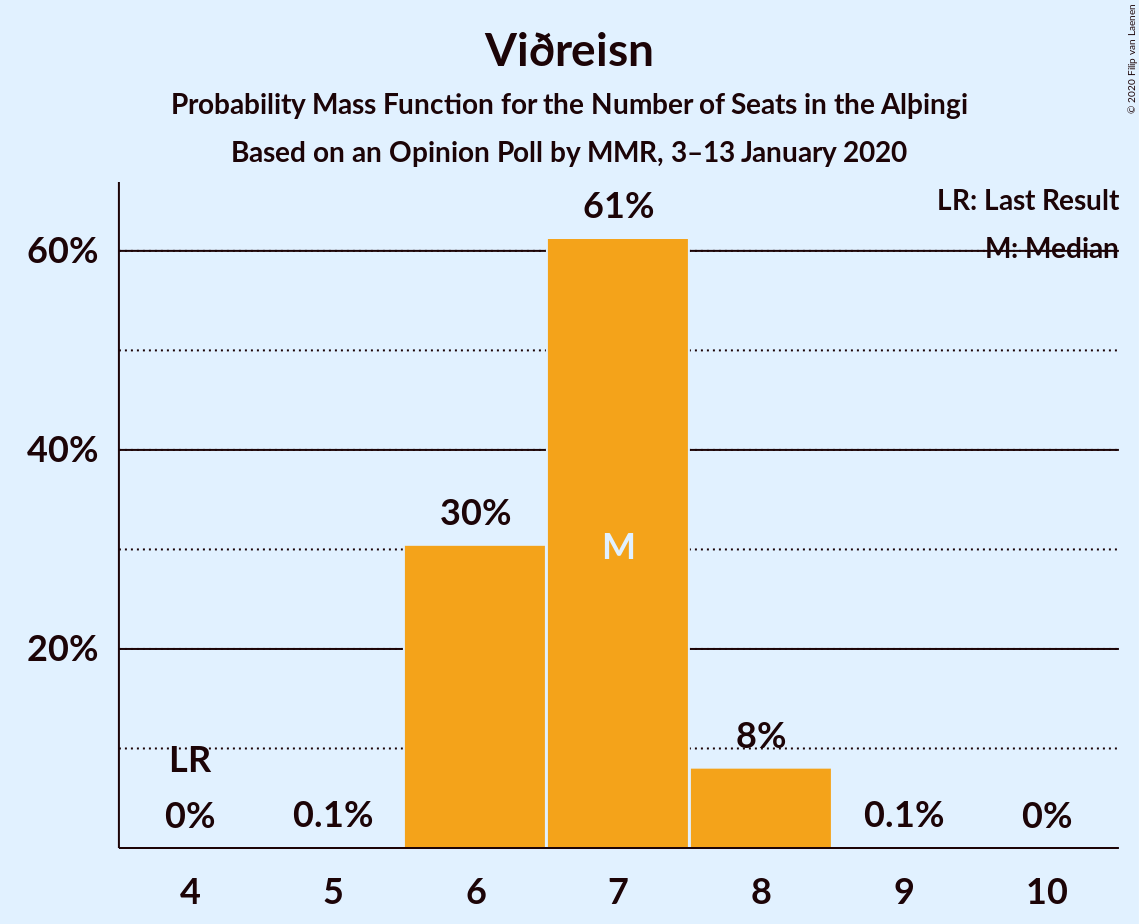 Viðreisn
Probability Mass Function for the Number of Seats in the Alþingi
Based on an Opinion Poll by MMR, 3–13 January 2020
© 2020 Filip van Laenen
LR: Last Result
M: Median
60%
40%
20%
61%
30%
M
8%
LR
0%
0.1%
0.1%
0%
4 5 6 7 8 9 10